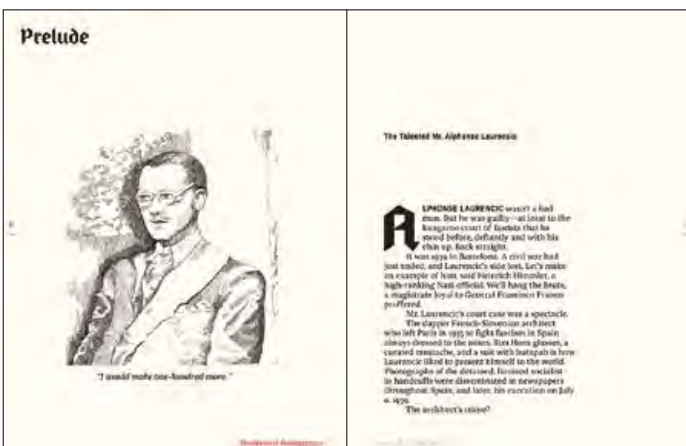 Prelude
"I would make one-hundred more."
The Talented Mr. Alphonse Laurencic
ALPHONSE LAURENCIC wasn't a bad
man. But he was guilty—at least to the
kangaroo court of fascists that he
stood before, defiantly and with his
chin up, back straight.
It was 1939 in Barcelona. A civil war had
just ended, and Laurencic's side lost. Let's make
an example of him, said Heinrich Himmler, a
high-ranking Nazi official. We'll hang the brute,
a magistrate loyal to General Francisco Franco
proffered.
Mr. Laurencic's court case was a spectacle.
The dapper French-Slovenian architect
who left Paris in 1935 to fight fascism in Spain
always dressed to the nines. Rim Horn glasses, a
curated mustache, and a suit with hutzpah is how
Laurencic liked to present himself to the world.
Photographs of the detained, accused socialist
in handcuffs were disseminated in newspapers
throughout Spain, and later, his execution on July
9, 1939.
The architect's crime?